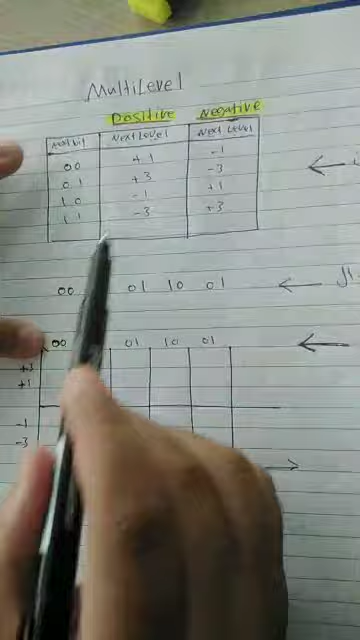 MultiLevel
Positive Negative
Next bit Next Level Next Level
00 +1 -1
01 +3 -3
10 -1 +1
11 -3 +3
00 01 10 01
00 01 10 01
+3
+1
-1
-3